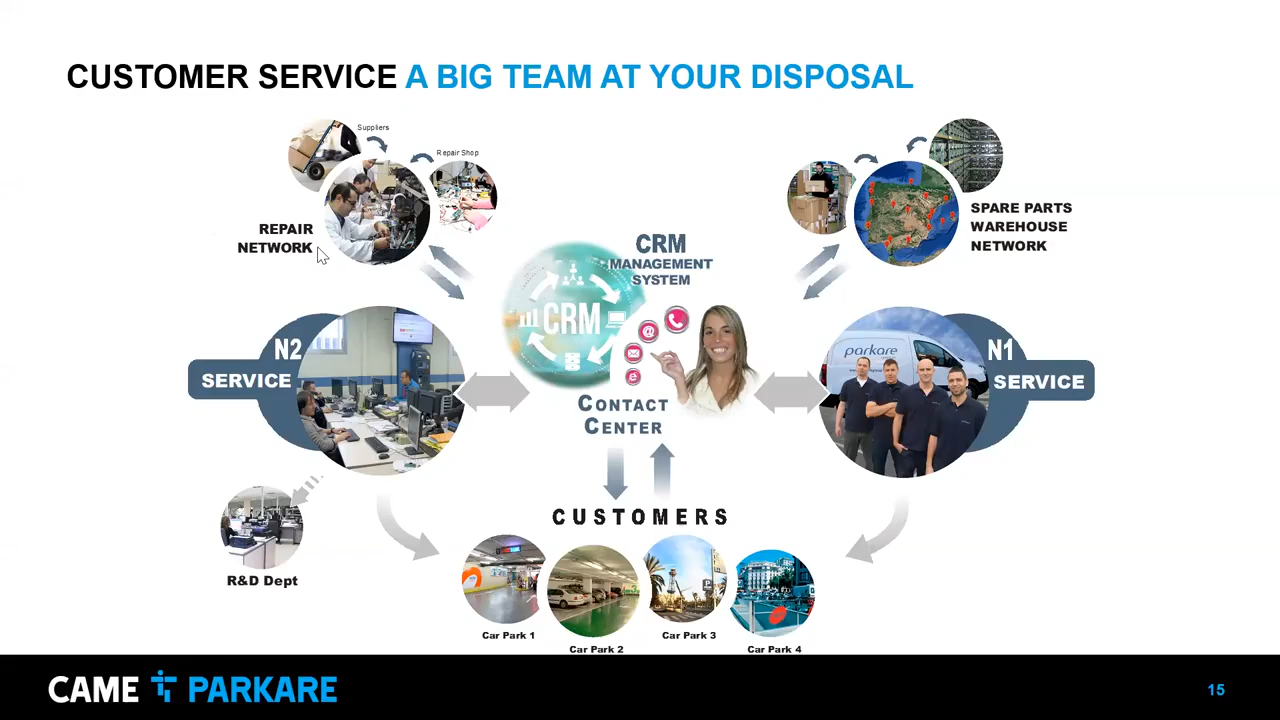 CUSTOMER SERVICE A BIG TEAM AT YOUR DISPOSAL
Suppliers
Repair Shop
REPAIR
NETWORK
SPARE PARTS
WAREHOUSE
NETWORK
CRM
MANAGEMENT
SYSTEM
CRM
N2
SERVICE
parkare
N1
SERVICE
CONTACT
CENTER
CUSTOMERS
R&D Dept
Car Park 1
Car Park 2
Car Park 3
Car Park 4
CAME PARKARE
15